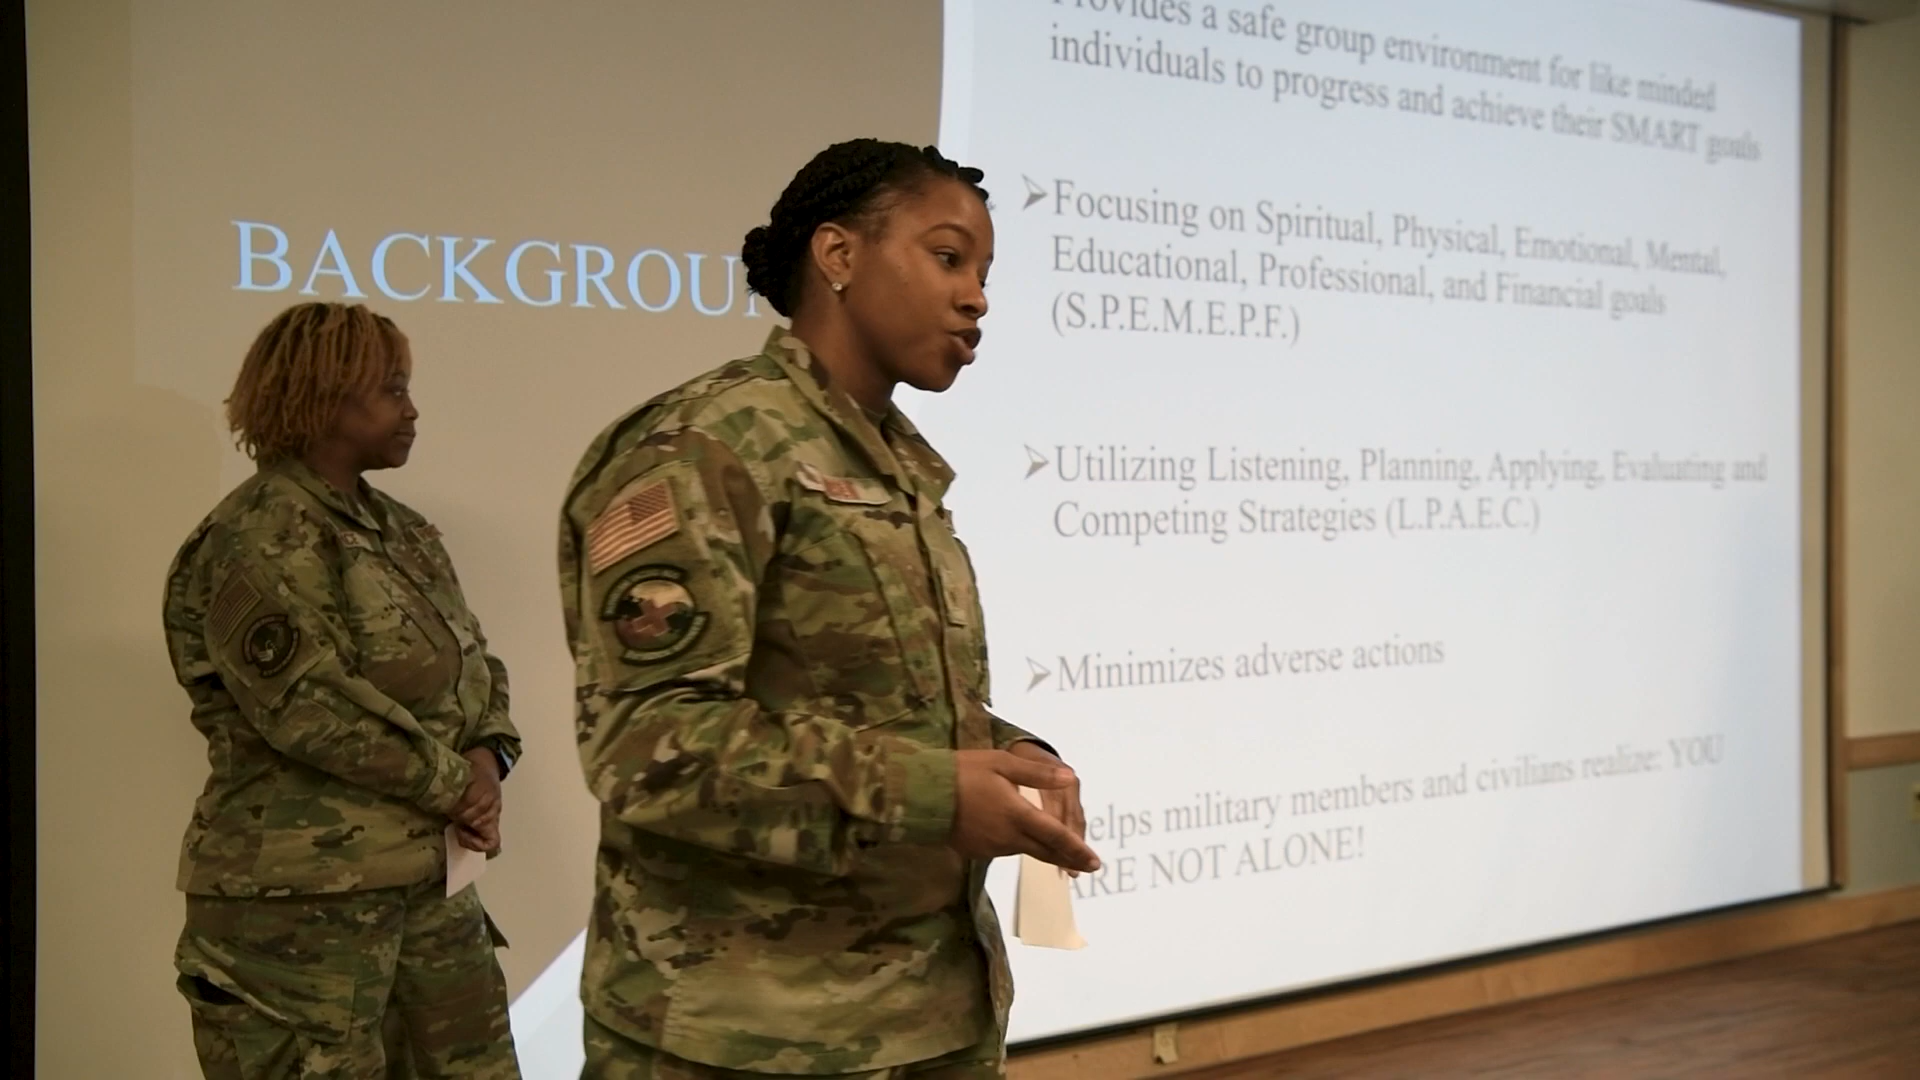 BACKGROU
Provides a safe group environment for like minded
individuals to progress and achieve their SMART goals
➢Focusing on Spiritual, Physical, Emotional, Mental,
Educational, Professional, and Financial goals
(S.P.E.M.E.P.F.)
➢Utilizing Listening, Planning, Applying, Evaluating and
Competing Strategies (L.P.A.E.C.)
➢Minimizes adverse actions
elps military members and civilians realize: YOU
ARE NOT ALONE!